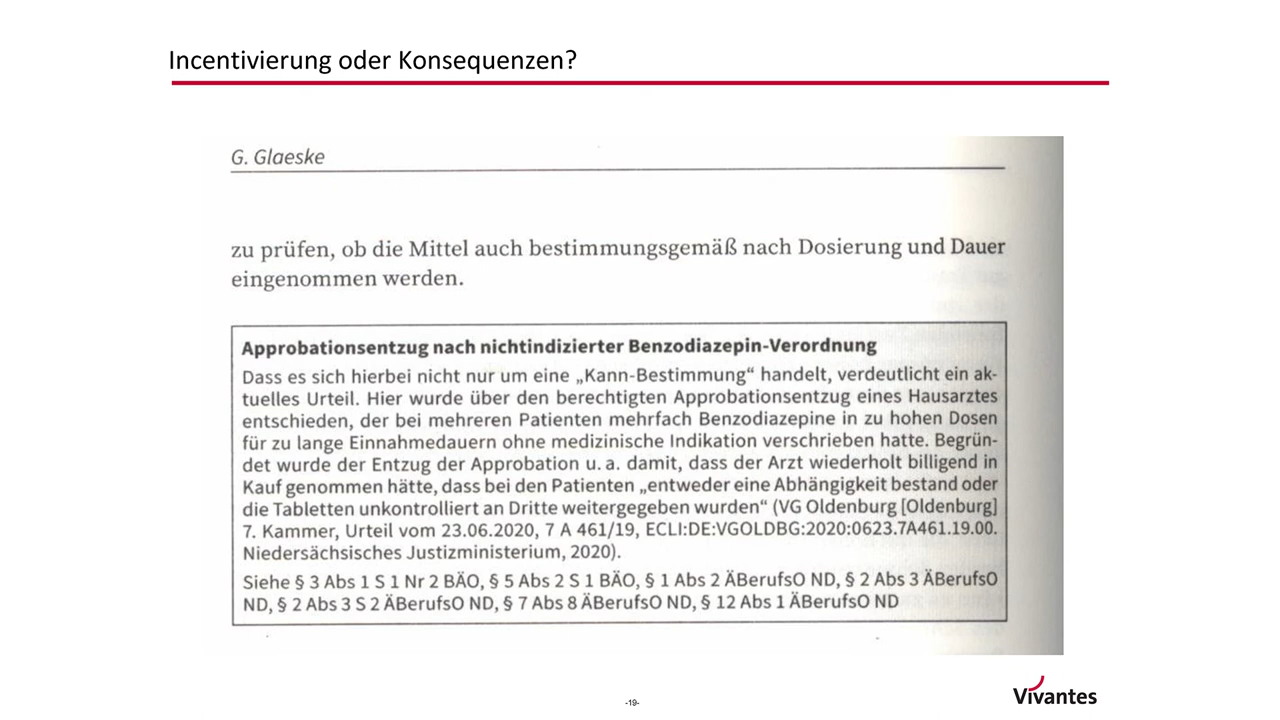 Incentivierung oder Konsequenzen?
G. Glaeske
zu prüfen, ob die Mittel auch bestimmungsgemäß nach Dosierung und Dauer
eingenommen werden.
Approbationsentzug nach nichtindizierter Benzodiazepin-Verordnung
Dass es sich hierbei nicht nur um eine „Kann-Bestimmung“ handelt, verdeutlicht ein ak-
tuelles Urteil. Hier wurde über den berechtigten Approbationsentzug eines Hausarztes
entschieden, der bei mehreren Patienten mehrfach Benzodiazepine in zu hohen Dosen
für zu lange Einnahmedauern ohne medizinische Indikation verschrieben hatte. Begrün-
det wurde der Entzug der Approbation u. a. damit, dass der Arzt wiederholt billigend in
Kauf genommen hätte, dass bei den Patienten „entweder eine Abhängigkeit bestand oder
die Tabletten unkontrolliert an Dritte weitergegeben wurden“ (VG Oldenburg [Oldenburg]
7. Kammer, Urteil vom 23.06.2020, 7 A 461/19, ECLI:DE:VGOLDBG:2020:0623.7A461.19.00.
Niedersächsisches Justizministerium, 2020).
Siehe § 3 Abs 1 S 1 Nr 2 BÄO, § 5 Abs 2 S 1 BÄO, § 1 Abs 2 ÄBerufsO ND, § 2 Abs 3 ÄBerufsO
ND, § 2 Abs 3 S 2 ÄBerufsO ND, § 7 Abs 8 ÄBerufsO ND, § 12 Abs 1 ÄBerufsO ND
Vivantes
-19-